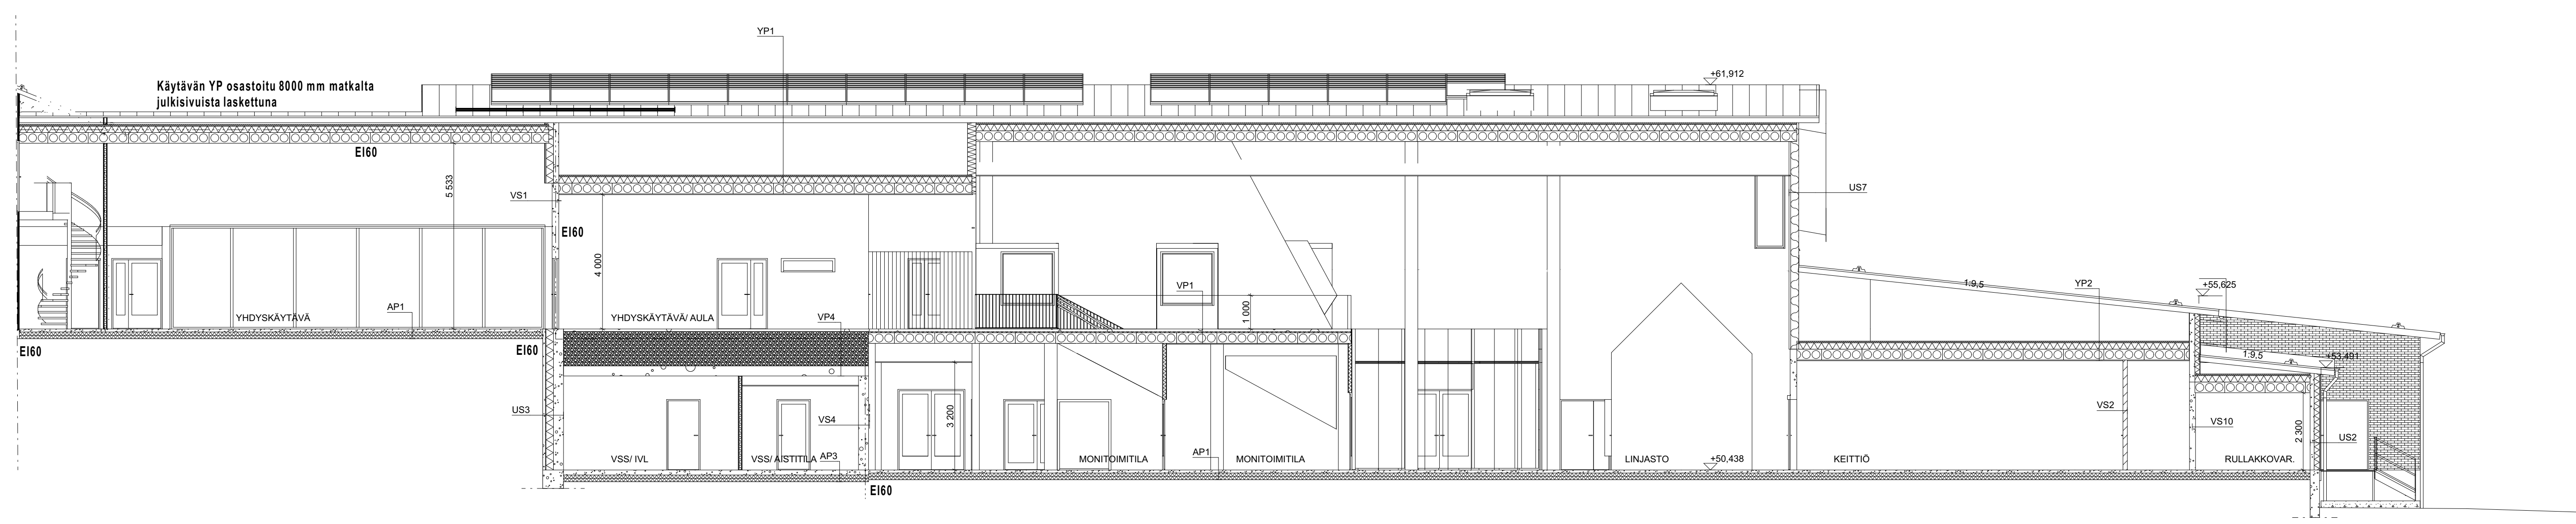 YP1
+61,912
Käytävän YP osastoitu 8000 mm matkalta
julkisivuista laskettuna
EI60
5 533
VS1
US7
EI60
4 000
1:9,5
YP2
+55,625
VP1
AP1
1 000
YHDYSKÄYTÄVÄ
YHDYSKÄYTÄVÄ/ AULA
VP4
EI60
EI60
1:9,5
+53,491
US3
VS4
3 200
VS2
VS10
2 300
US2
VSS/ IVL
VSS/ AISTITILA
AP3
MONITOIMITILA
AP1
MONITOIMITILA
LINJASTO
+50,438
KEITTIÖ
RULLAKKOVAR.
EI60